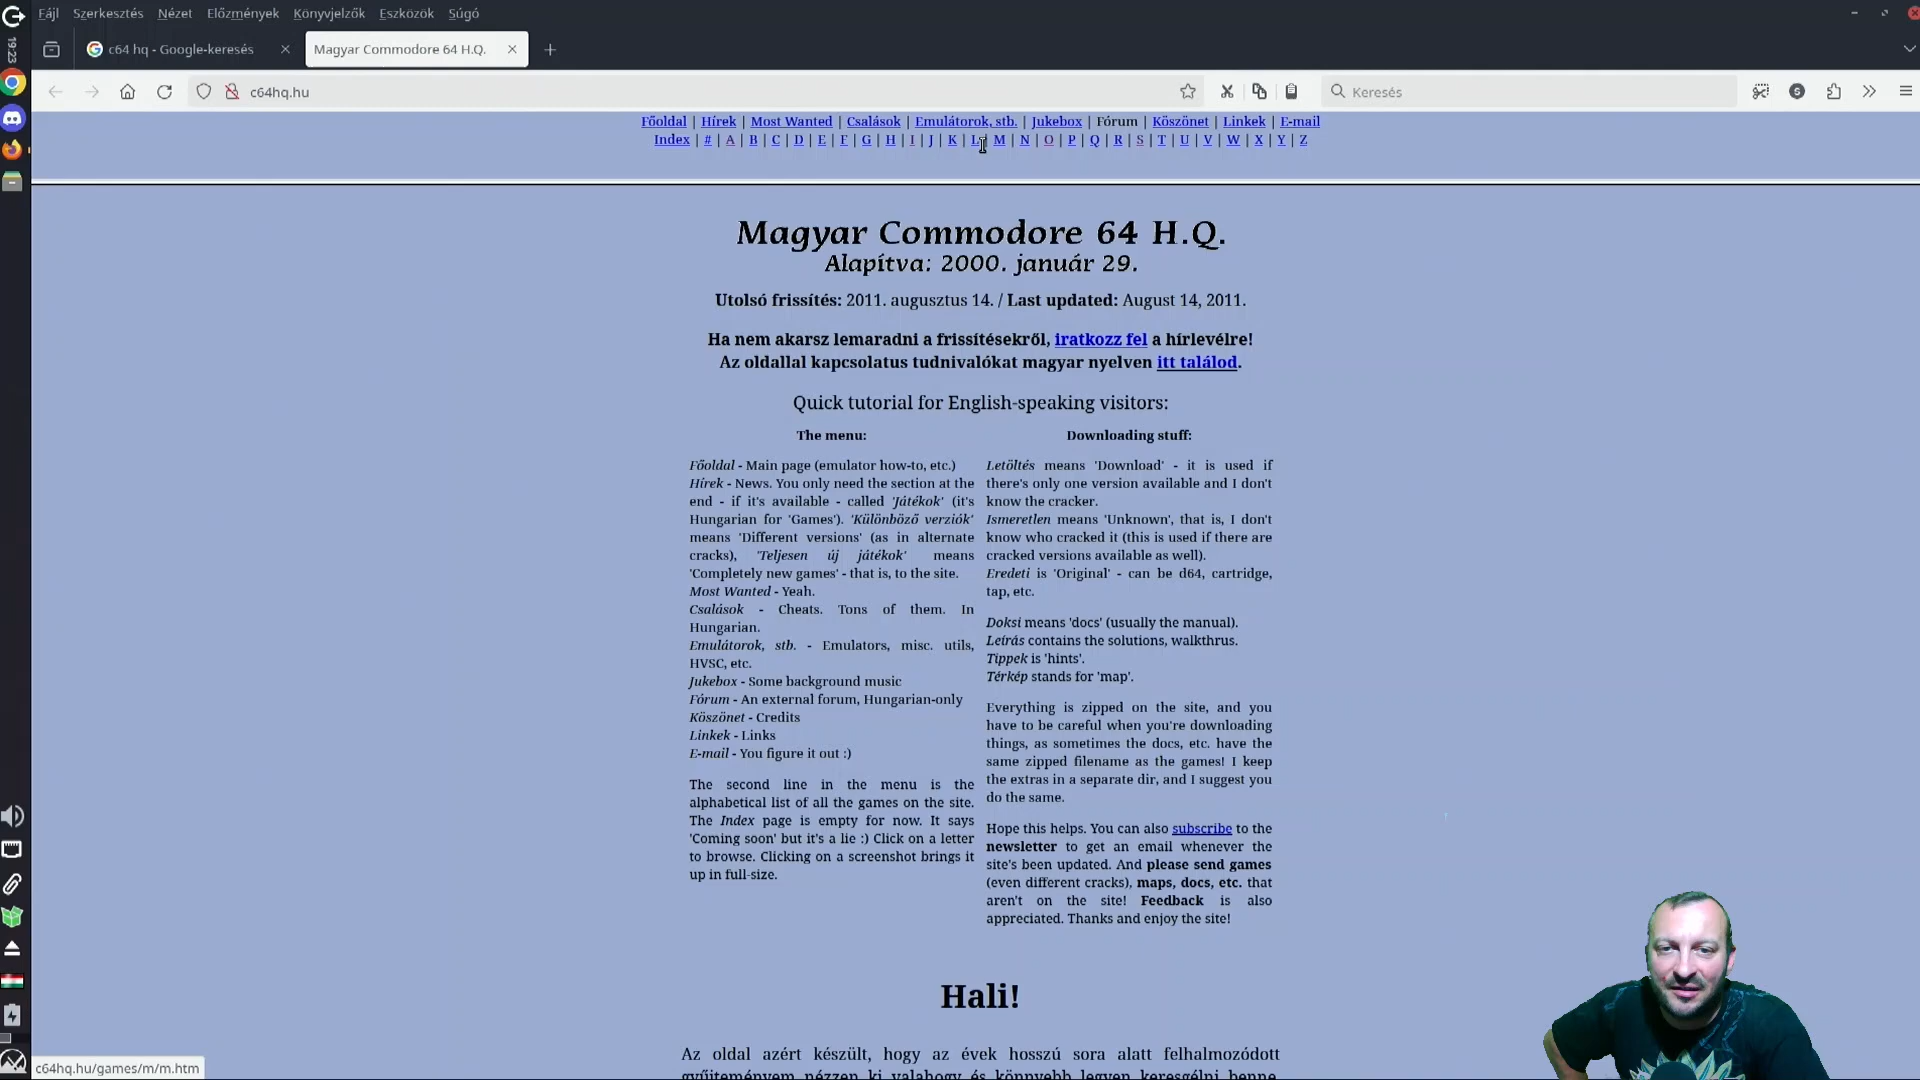 Fájl Szerkesztés Nézet Előzmények Könyvjelzők Eszközök Súgó
19:23
c64 hq - Google-keresés
Magyar Commodore 64 H.Q.
c64hq.hu
Keresés
Főoldal | Hírek | Most Wanted | Csalások | Emulátorok, stb. | Jukebox | Fórum | Köszönet | Linkek | E-mail
Index | # | A | B | C | D | E | F | G | H | I | J | K | L | M | N | O | P | Q | R | S | T | U | V | W | X | Y | Z
Magyar Commodore 64 H.Q.
Alapítva: 2000. január 29.
Utolsó frissítés: 2011. augusztus 14. / Last updated: August 14, 2011.
Ha nem akarsz lemaradni a frissítésekről, iratkozz fel a hírlevélre!
Az oldallal kapcsolatus tudnivalókat magyar nyelven itt találod.
Quick tutorial for English-speaking visitors:
The menu:
Főoldal - Main page (emulator how-to, etc.)
Hírek - News. You only need the section at the
end - if it's available - called 'Játékok' (it's
Hungarian for 'Games'). 'Különböző verziók'
means 'Different versions' (as in alternate
cracks), 'Teljesen új játékok' means
'Completely new games' - that is, to the site.
Most Wanted - Yeah.
Csalások - Cheats. Tons of them. In
Hungarian.
Emulátorok, stb. - Emulators, misc. utils,
HVSC, etc.
Jukebox - Some background music
Fórum - An external forum, Hungarian-only
Köszönet - Credits
Linkek - Links
E-mail - You figure it out :)
The second line in the menu is the
alphabetical list of all the games on the site.
The Index page is empty for now. It says
'Coming soon' but it's a lie :) Click on a letter
to browse. Clicking on a screenshot brings it
up in full-size.
Downloading stuff:
Letöltés means 'Download' - it is used if
there's only one version available and I don't
know the cracker.
Ismeretlen means 'Unknown', that is, I don't
know who cracked it (this is used if there are
cracked versions available as well).
Eredeti is 'Original' - can be d64, cartridge,
tap, etc.
Doksi means 'docs' (usually the manual).
Leírás contains the solutions, walkthrus.
Tippek is 'hints'.
Térkép stands for 'map'.
Everything is zipped on the site, and you
have to be careful when you're downloading
things, as sometimes the docs, etc. have the
same zipped filename as the games! I keep
the extras in a separate dir, and I suggest you
do the same.
Hope this helps. You can also subscribe to the
newsletter to get an email whenever the
site's been updated. And please send games
(even different cracks), maps, docs, etc. that
aren't on the site! Feedback is also
appreciated. Thanks and enjoy the site!
Hali!
Az oldal azért készült, hogy az évek hosszú sora alatt felhalmozódott
gyűjteményem nézzen ki valahogy és könnyebb legyen keresgélni benne.
c64hq.hu/games/m/m.htm